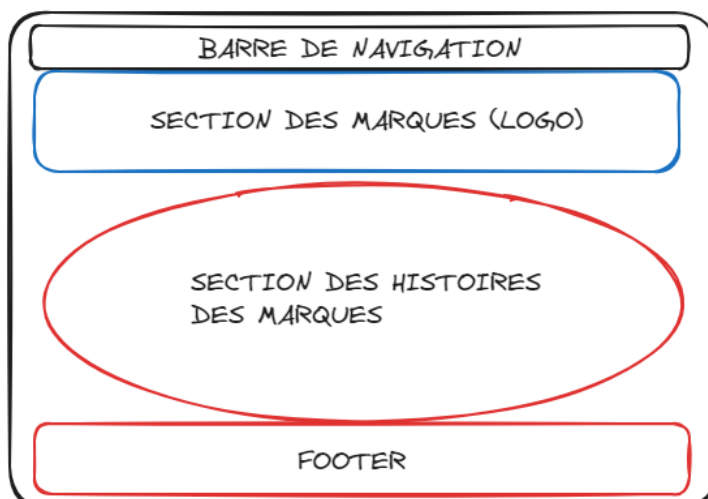 BARRE DE NAVIGATION
SECTION DES MARQUES (LOGO)
SECTION DES HISTOIRES
DES MARQUES
FOOTER